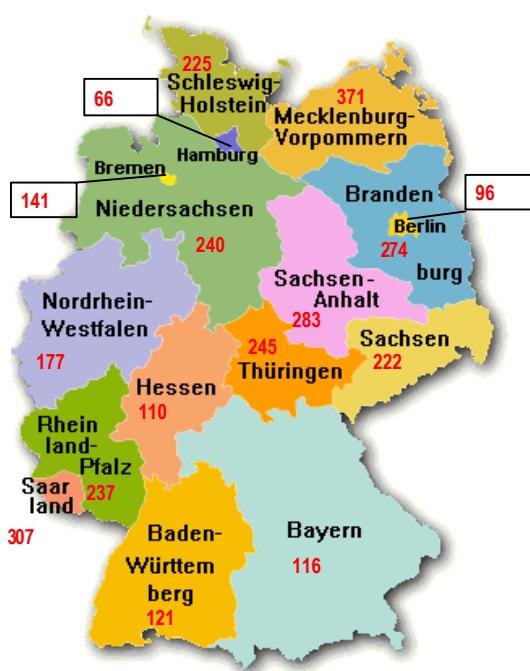 225
Schleswig-
Holstein
66
371
Mecklenburg-
Vorpommern
Hamburg
Bremen
141
Niedersachsen
240
Branden
96
Berlin
274
burg
Sachsen-
Anhalt
283
Nordrhein-
Westfalen
177
Sachsen
222
245
Thüringen
Hessen
110
Rhein
land-
Pfalz
237
Saar
land
307
Baden-
Württem
berg
121
Bayern
116